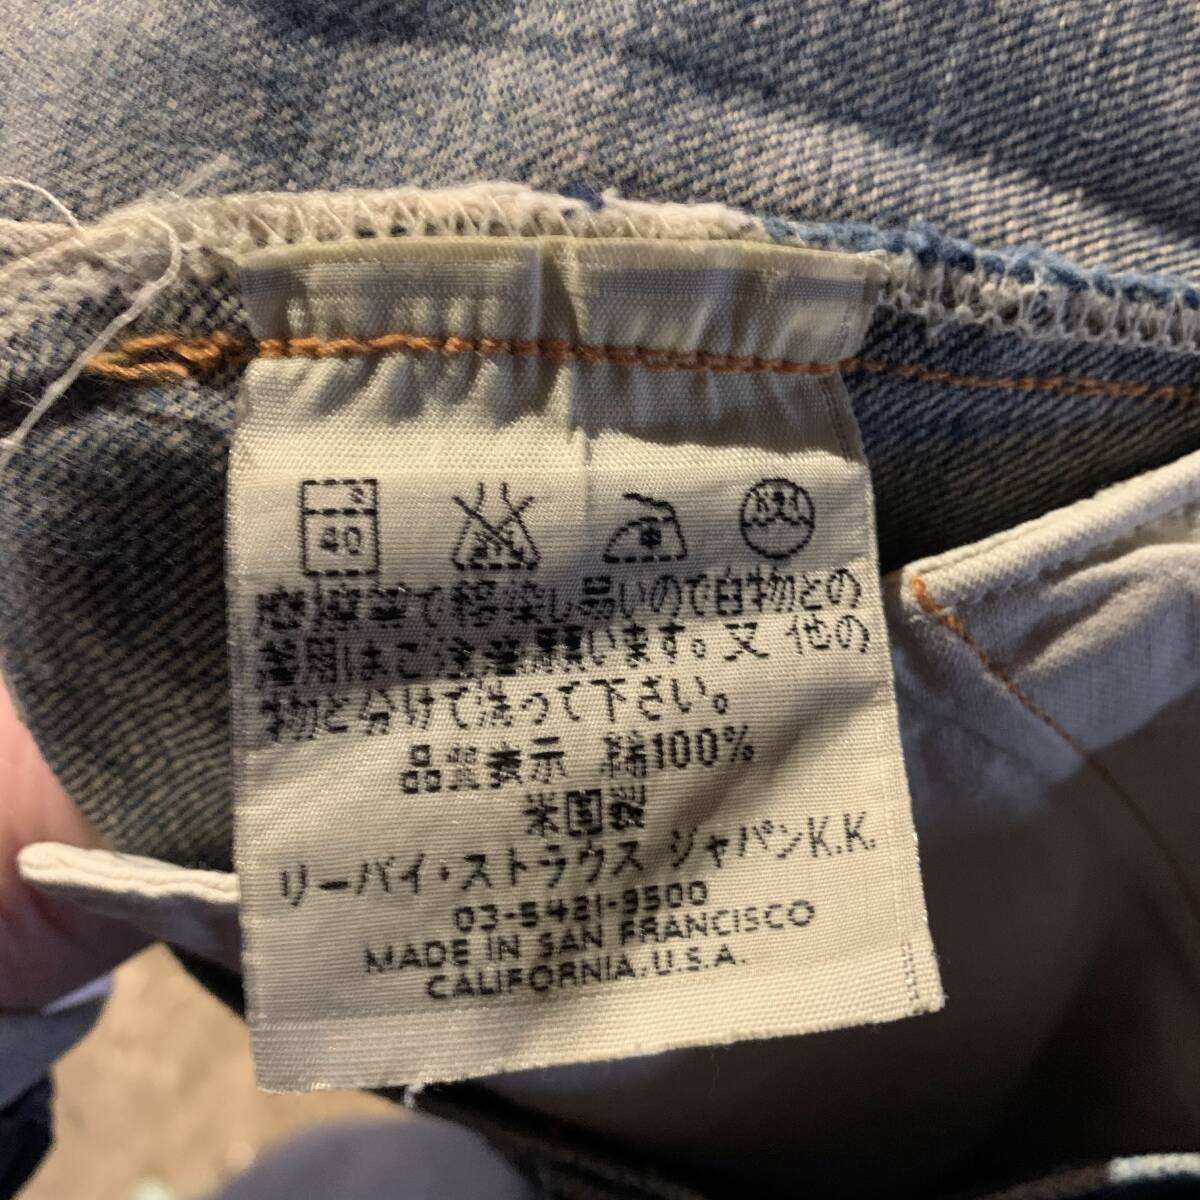 40
摩擦等で移染し易いので白物との
着用はご注意願います。又 他の
物と分けて洗って下さい。
品質表示 綿100%
米国製
リーバイ・ストラウス ジャパンK.K.
03-5421-9500
MADE IN SAN FRANCISCO
CALIFORNIA, U.S.A.